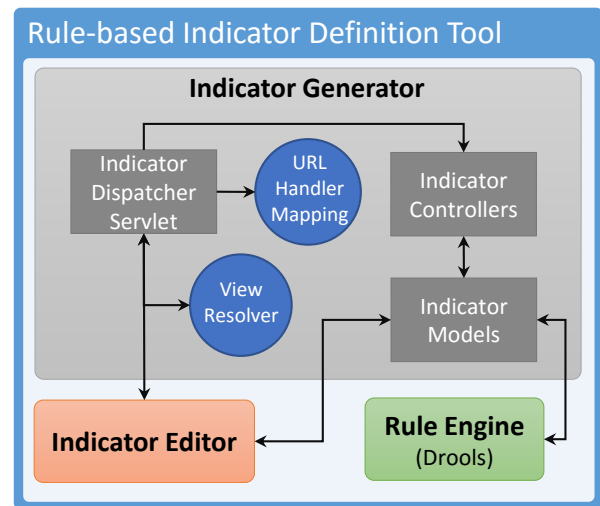 Rule-based Indicator Definition Tool
Indicator Generator
Indicator
Dispatcher
Servlet
URL
Handler
Mapping
Indicator
Controllers
View
Resolver
Indicator
Models
Indicator Editor
Rule Engine
(Drools)